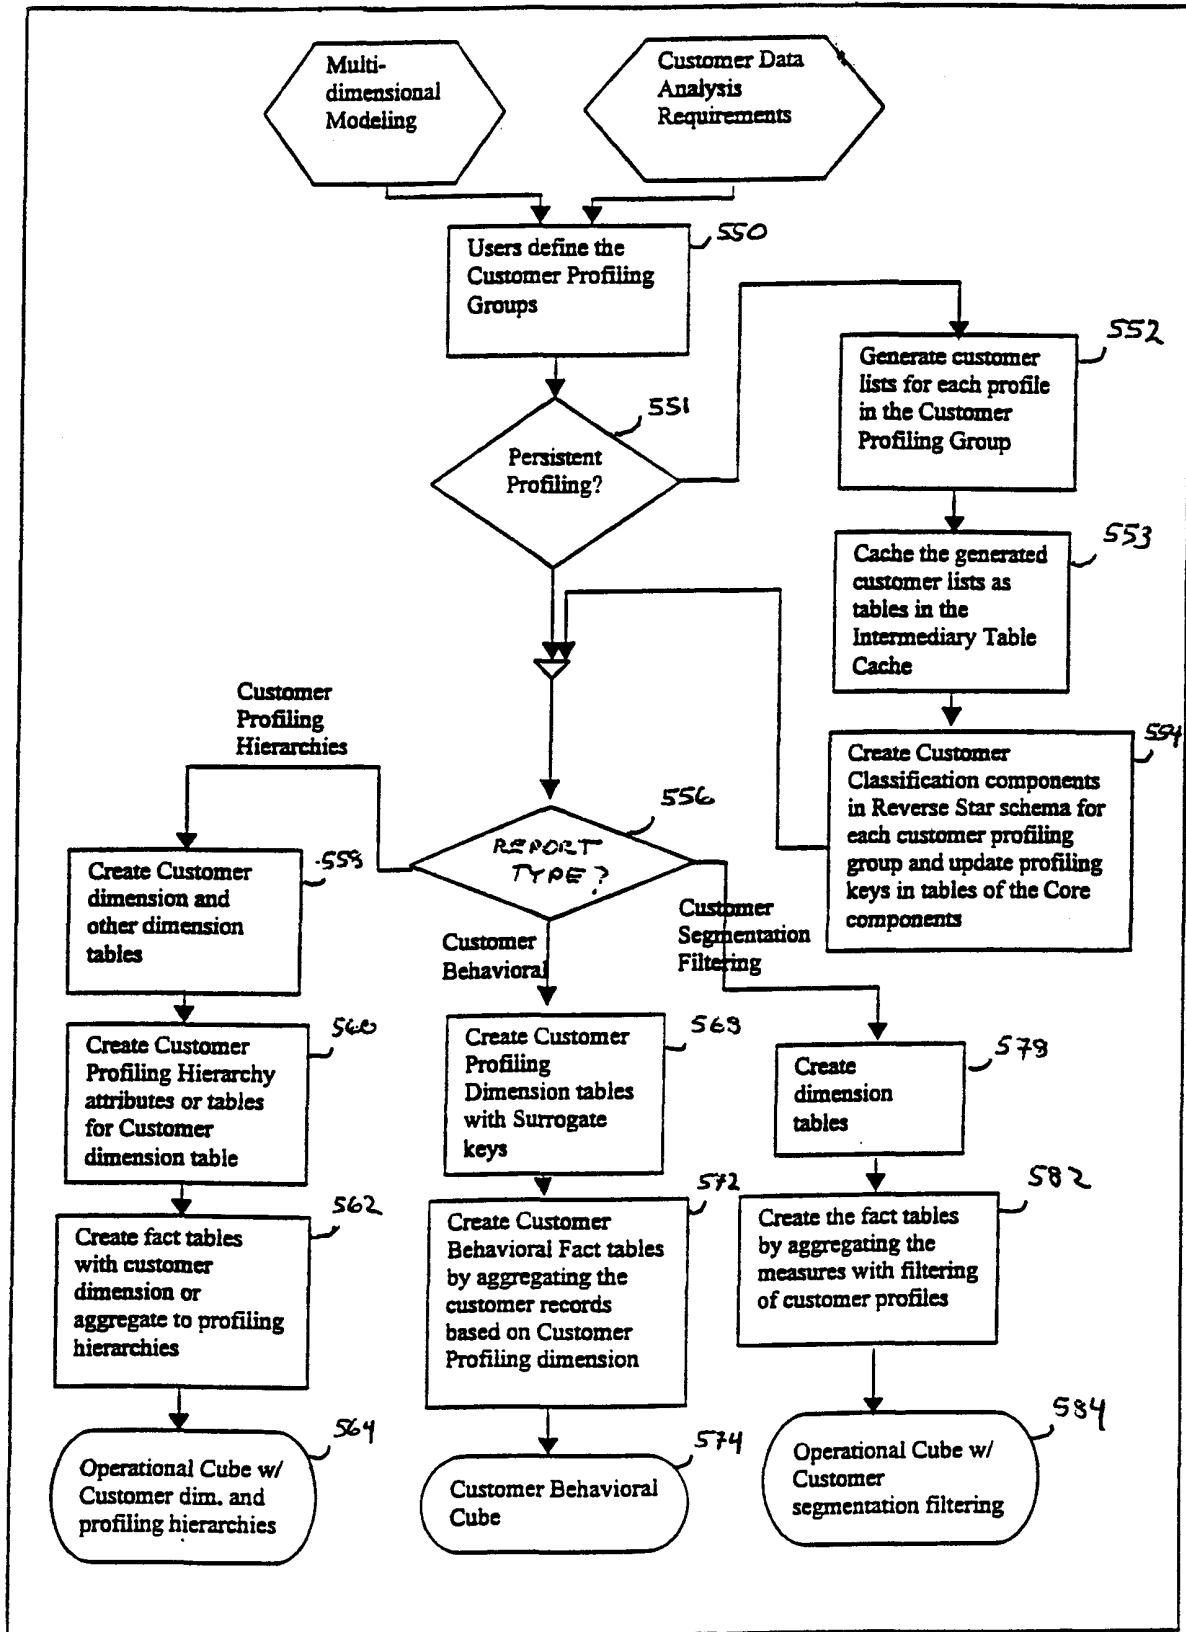 Multi-
dimensional
Modeling
Customer Data
Analysis
Requirements
550
Users define the
Customer Profiling
Groups
552
Generate customer
lists for each profile
in the Customer
Profiling Group
551
Persistent
Profiling?
553
Cache the generated
customer lists as
tables in the
Intermediary Table
Cache
554
Create Customer
Classification components
in Reverse Star schema for
each customer profiling
group and update profiling
keys in tables of the Core
components
Customer
Profiling
Hierarchies
556
REPORT
TYPE?
Customer
Behavioral
Customer
Segmentation
Filtering
Create Customer
dimension and
other dimension
tables
560
Create Customer
Profiling Hierarchy
attributes or tables
for Customer
dimension table
562
Create fact tables
with customer
dimension or
aggregate to profiling
hierarchies
564
Operational Cube w/
Customer dim. and
profiling hierarchies
Create Customer
Profiling
Dimension tables
with Surrogate
keys
572
Create Customer
Behavioral Fact tables
by aggregating the
customer records
based on Customer
Profiling dimension
574
Customer Behavioral
Cube
Create
dimension
tables
582
Create the fact tables
by aggregating the
measures with filtering
of customer profiles
584
Operational Cube w/
Customer
segmentation filtering